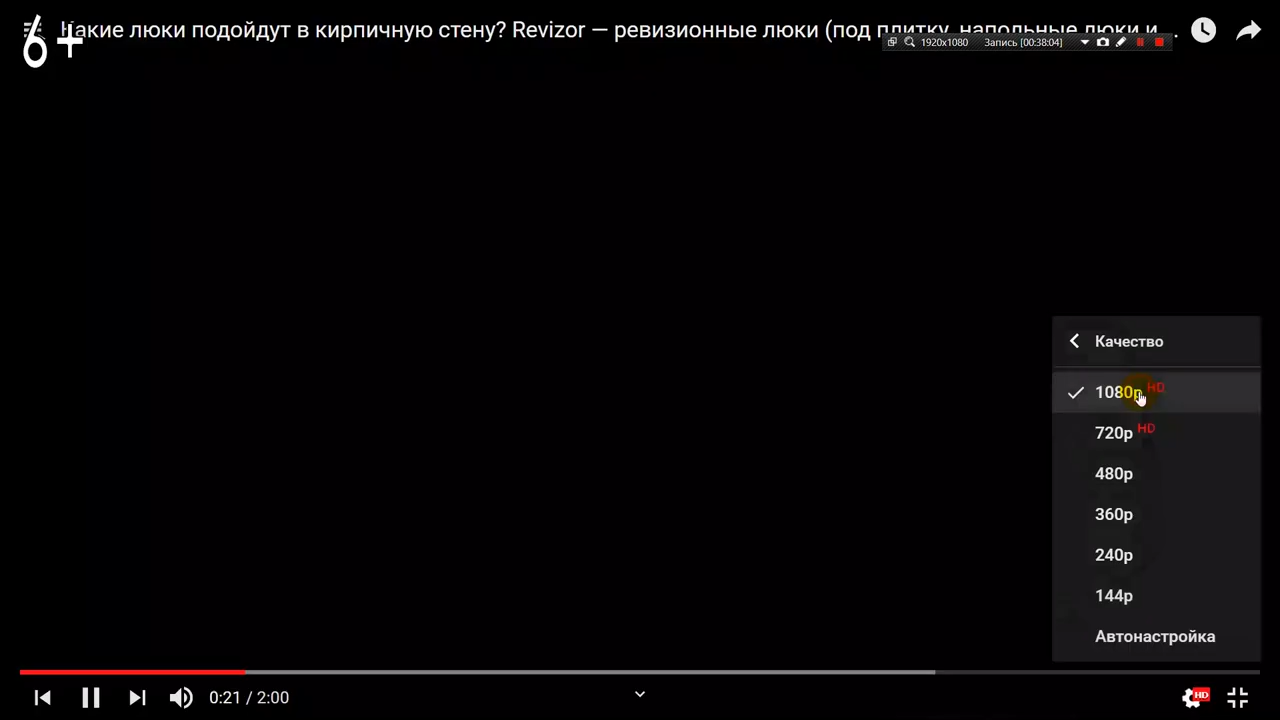 6+
Какие люки подойдут в кирпичную стену? Revizor — ревизионные люки (под плитку, напольные люки и ...
1920x1080 Запись [00:38:04]
Качество
1080p HD
720p HD
480p
360p
240p
144p
Автонастройка
0:21 / 2:00
HD